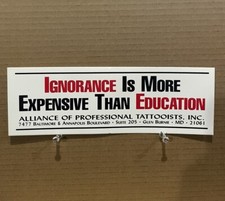 IGNORANCE IS MORE
EXPENSIVE THAN EDUCATION
ALLIANCE OF PROFESSIONAL TATTOOISTS, INC.
7477 BALTIMORE & ANNAPOLIS BOULEVARD - SUITE 205 - GLEN BURNIE - MD - 21061